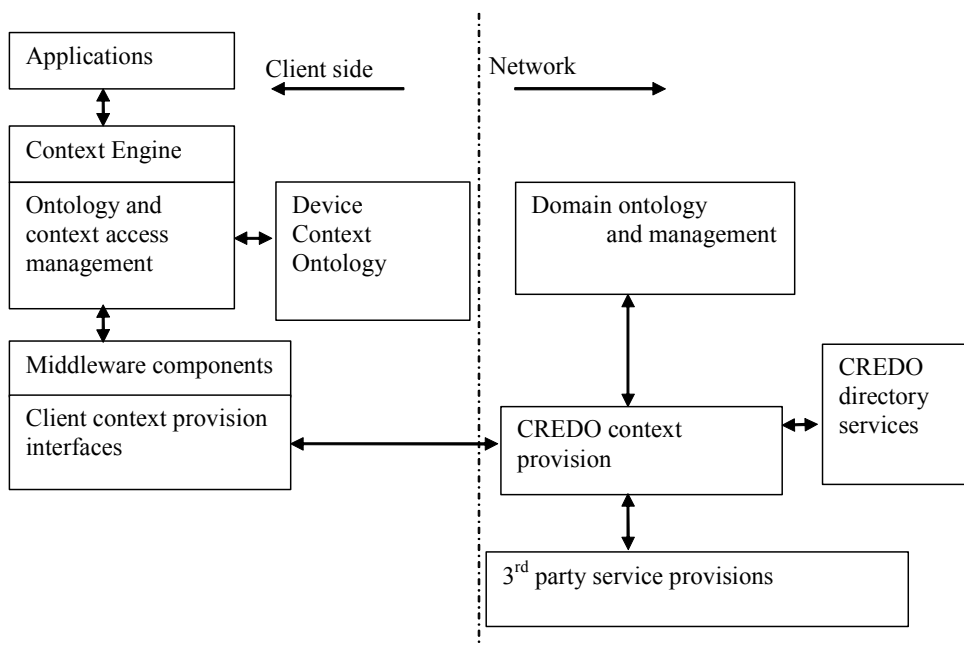 Applications
Client side
Network
Context Engine
Ontology and
context access
management
Device
Context
Ontology
Domain ontology
and management
Middleware components
Client context provision
interfaces
CREDO context
provision
CREDO
directory
services
3rd party service provisions